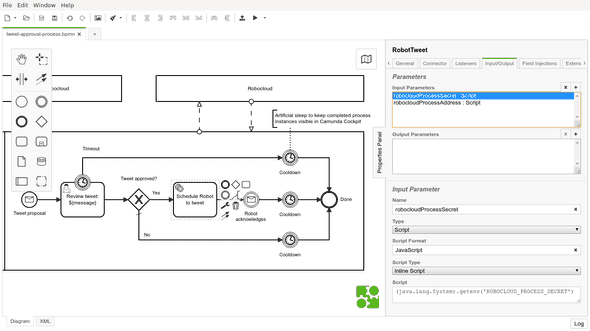 File Edit Window Help
tweet-approval-process.bpmn ×
+
ocloud
Robocloud
Artificial sleep to keep completed process
instances visible in Camunda Cockpit
Timeout
Cooldown
Tweet approved?
Yes
Review tweet:
${message}
Schedule Robot
to tweet
Tweet proposal
Robot
acknowledges
Cooldown
Done
No
Cooldown
Diagram XML
Properties Panel
RobotTweet
General Connector Listeners Input/Output Field Injections Exten
Parameters
Input Parameters
robocloudProcessSecret : Script
robocloudProcessAddress : Script
Output Parameters
Input Parameter
Name
robocloudProcessSecret
Type
Script
Script Format
JavaScript
Script Type
Inline Script
Script
(java.lang.System).getenv('ROBOCLOUD_PROCESS_SECRET')
Log